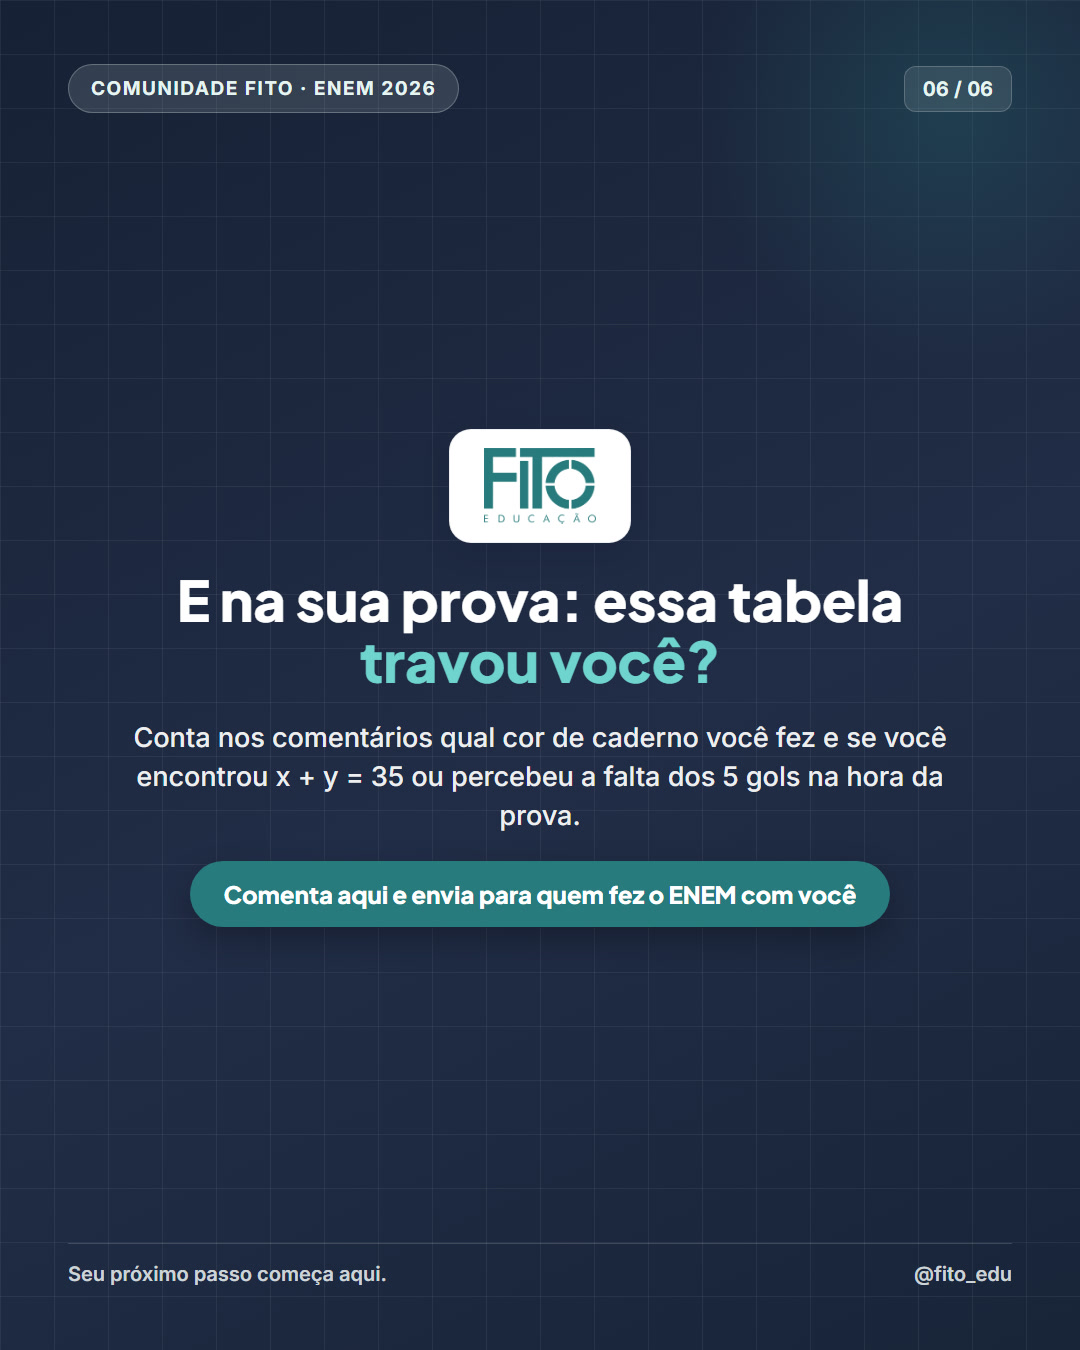 COMUNIDADE FITO · ENEM 2026
06 / 06
FITO
EDUCAÇÃO
E na sua prova: essa tabela
travou você?
Conta nos comentários qual cor de caderno você fez e se você
encontrou x + y = 35 ou percebeu a falta dos 5 gols na hora da
prova.
Comenta aqui e envia para quem fez o ENEM com você
Seu próximo passo começa aqui.
@fito_edu